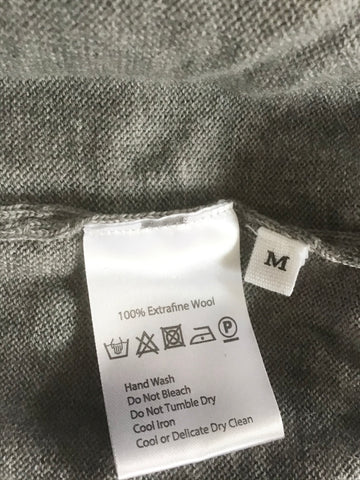 100% Extrafine Wool
M
P
Hand Wash
Do Not Bleach
Do Not Tumble Dry
Cool Iron
Cool or Delicate Dry Clean